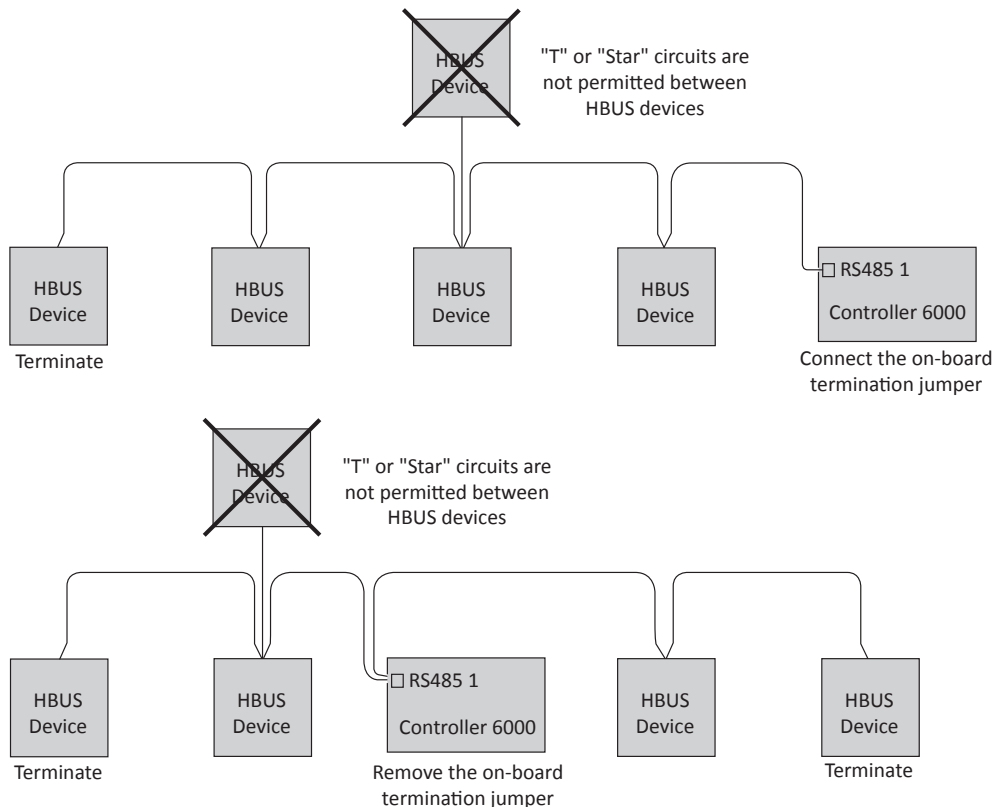 HBUS
Device
"T" or "Star" circuits are
not permitted between
HBUS devices
HBUS
Device
HBUS
Device
HBUS
Device
HBUS
Device
RS485 1
Controller 6000
Terminate
Connect the on-board
termination jumper
HBUS
Device
"T" or "Star" circuits are
not permitted between
HBUS devices
HBUS
Device
HBUS
Device
RS485 1
Controller 6000
HBUS
Device
HBUS
Device
Terminate
Remove the on-board
termination jumper
Terminate